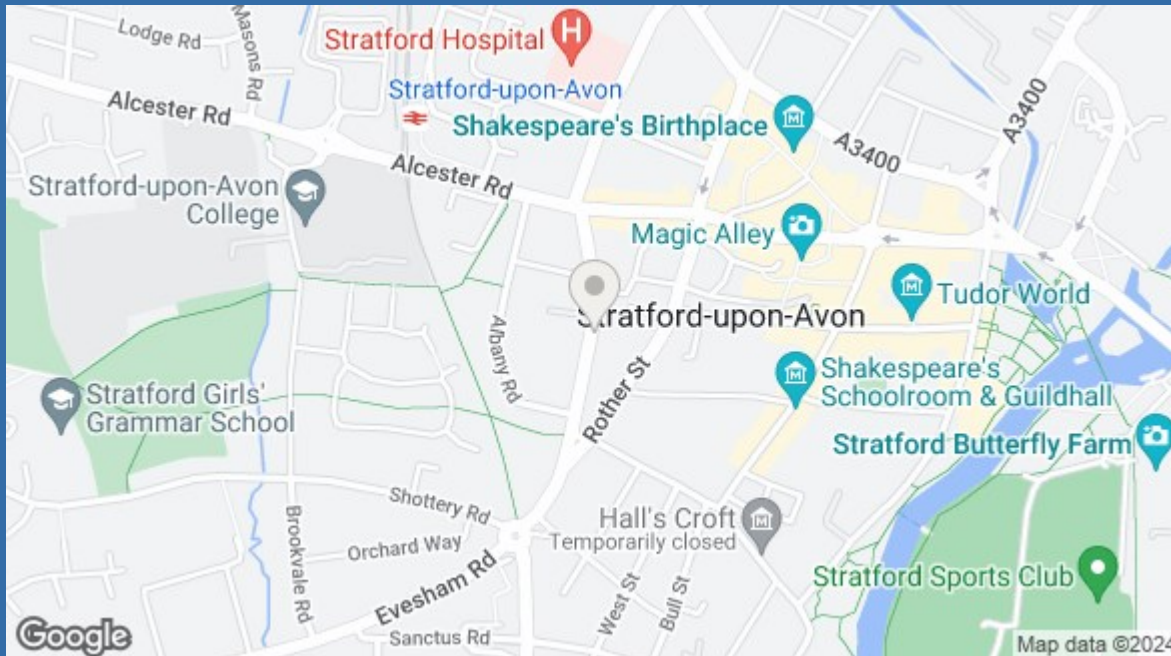 Lodge Rd
Masons Rd
Stratford Hospital
H
Stratford-upon-Avon
Alcester Rd
Shakespeare's Birthplace
A3400
A3400
Alcester Rd
Stratford-upon-Avon
College
Magic Alley
Tudor World
Stratford-upon-Avon
Albany Rd
Rother St
Shakespeare's
Schoolroom & Guildhall
Stratford Girls'
Grammar School
Stratford Butterfly Farm
Shottery Rd
Hall's Croft
Temporarily closed
Orchard Way
Brookvale Rd
Evesham Rd
West St
Bull St
Stratford Sports Club
Sanctus Rd
Google
Map data ©2024